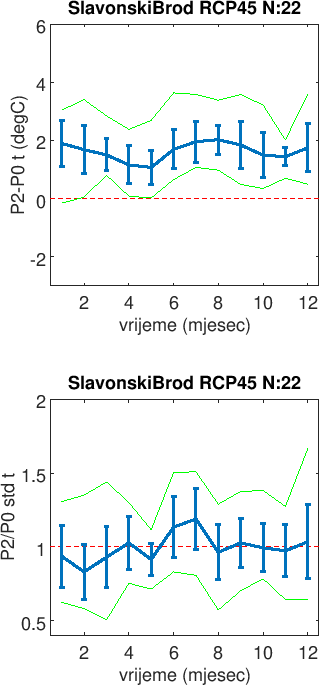 SlavonskiBrod RCP45 N:22
P2-P0 t (degC)
6
4
2
0
-2
2 4 6 8 10 12
vrijeme (mjesec)
SlavonskiBrod RCP45 N:22
P2/P0 std t
2
1.5
1
0.5
2 4 6 8 10 12
vrijeme (mjesec)